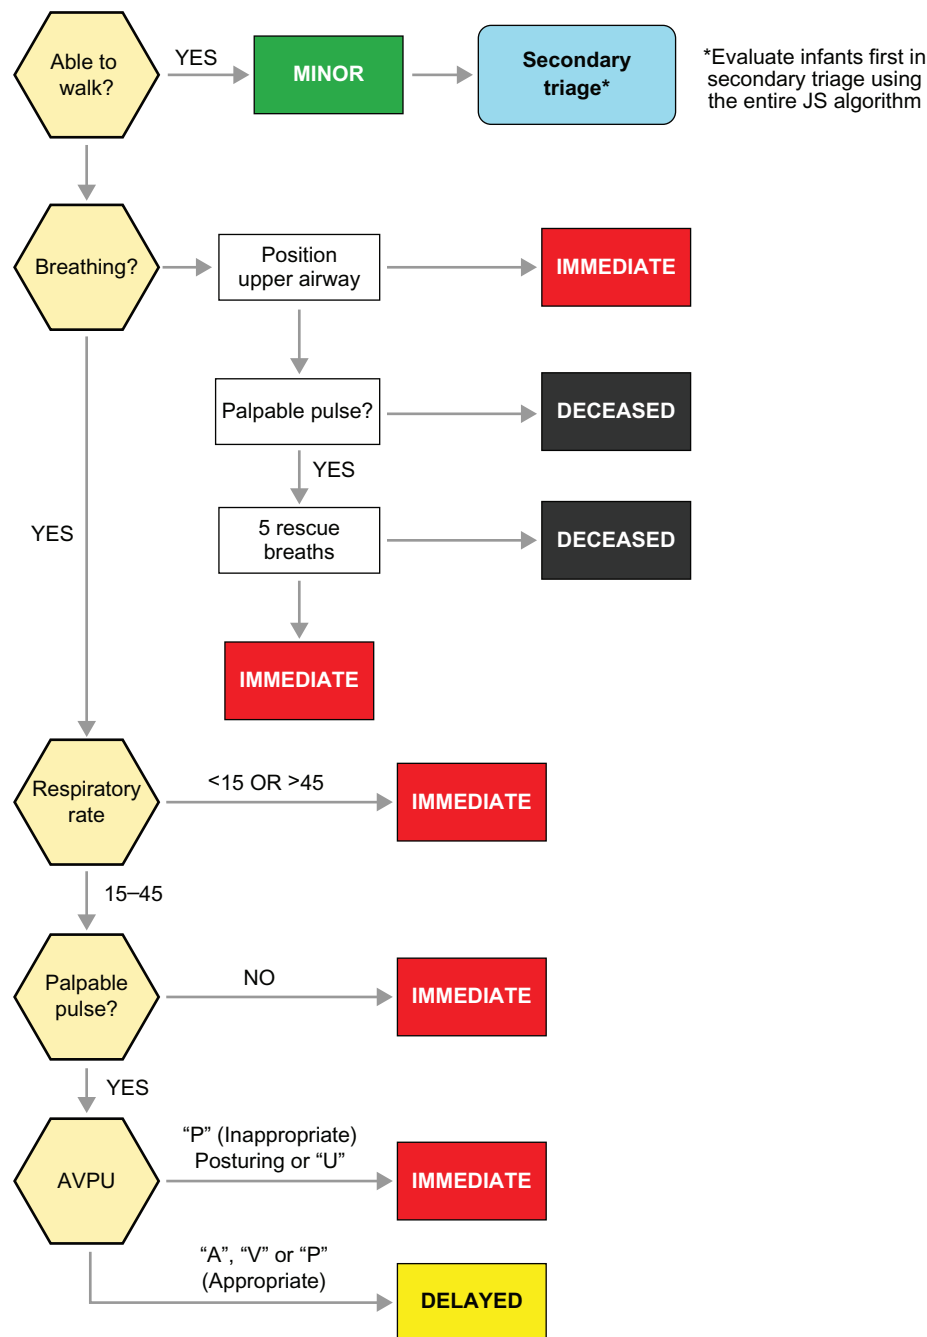 Able to
walk?
YES
MINOR
Secondary
triage*
*Evaluate infants first in
secondary triage using
the entire JS algorithm
Breathing?
Position
upper airway
IMMEDIATE
Palpable pulse?
DECEASED
YES
YES
5 rescue
breaths
DECEASED
IMMEDIATE
Respiratory
rate
<15 OR >45
IMMEDIATE
15–45
Palpable
pulse?
NO
IMMEDIATE
YES
AVPU
“P” (Inappropriate)
Posturing or “U”
IMMEDIATE
“A”, “V” or “P”
(Appropriate)
DELAYED